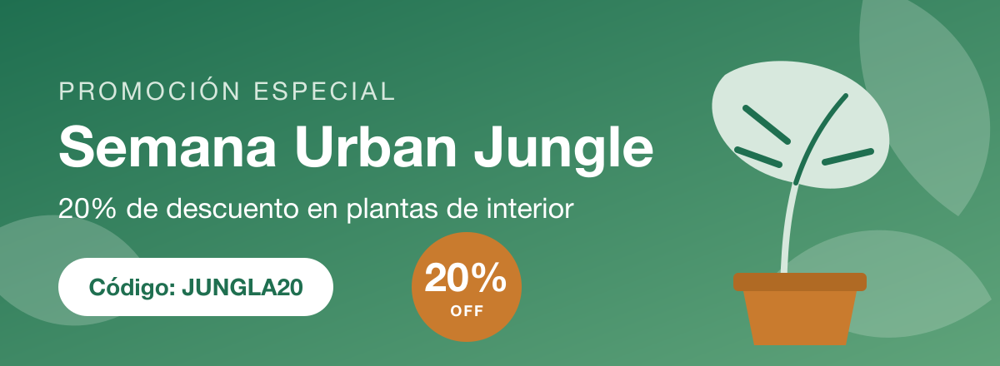 PROMOCIÓN ESPECIAL
Semana Urban Jungle
20% de descuento en plantas de interior
Código: JUNGLA20
20%
OFF